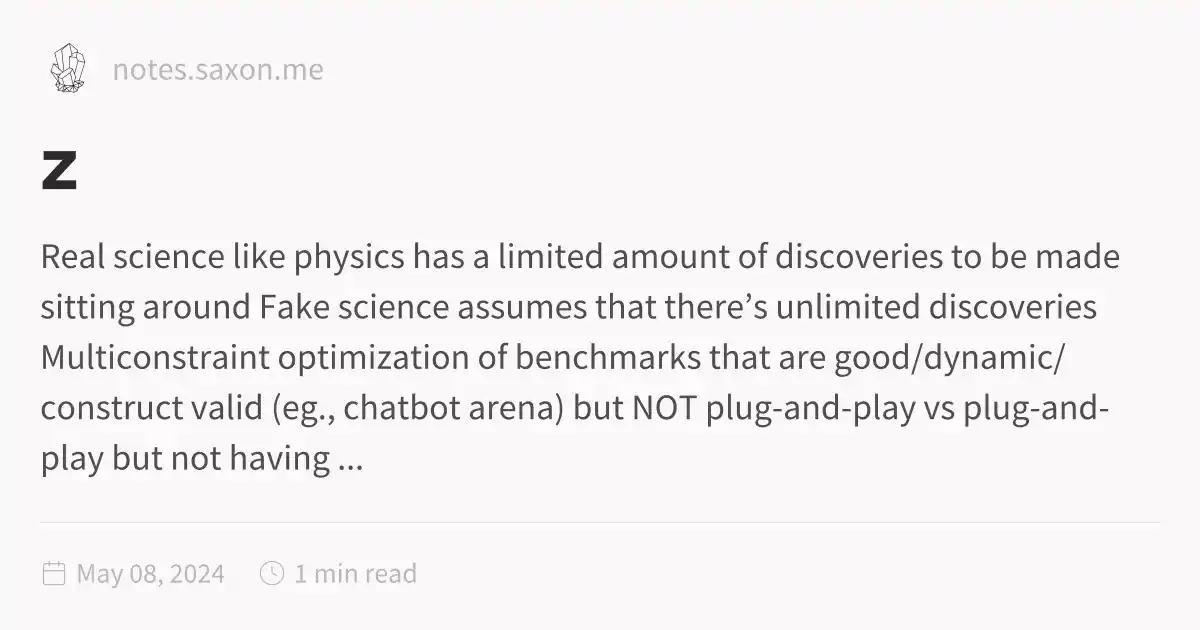 notes.saxon.me
z
Real science like physics has a limited amount of discoveries to be made
sitting around Fake science assumes that there’s unlimited discoveries
Multiconstraint optimization of benchmarks that are good/dynamic/
construct valid (eg., chatbot arena) but NOT plug-and-play vs plug-and-
play but not having ...
May 08, 2024 1 min read